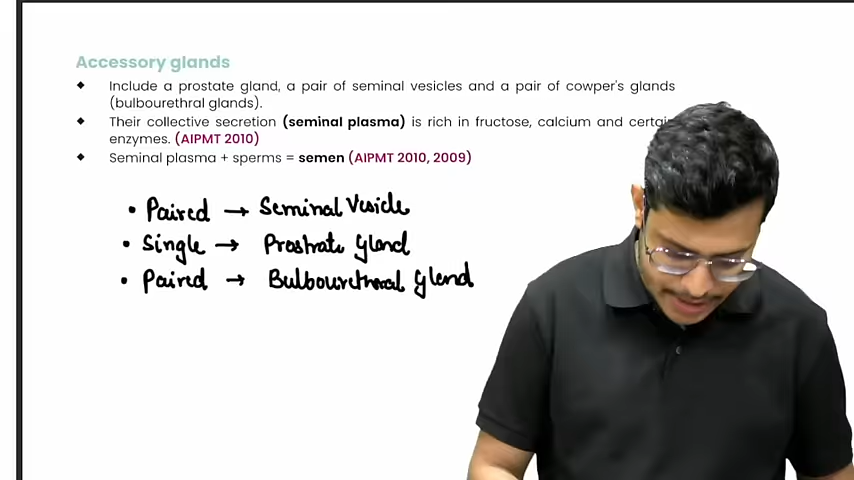 Accessory glands
◆ Include a prostate gland, a pair of seminal vesicles and a pair of cowper's glands
(bulbourethral glands).
◆ Their collective secretion (seminal plasma) is rich in fructose, calcium and certain
enzymes. (AIPMT 2010)
◆ Seminal plasma + sperms = semen (AIPMT 2010, 2009)
• Paired → Seminal Vesicle
• Single → Prostrate Gland
• Paired → Bulbourethral Gland